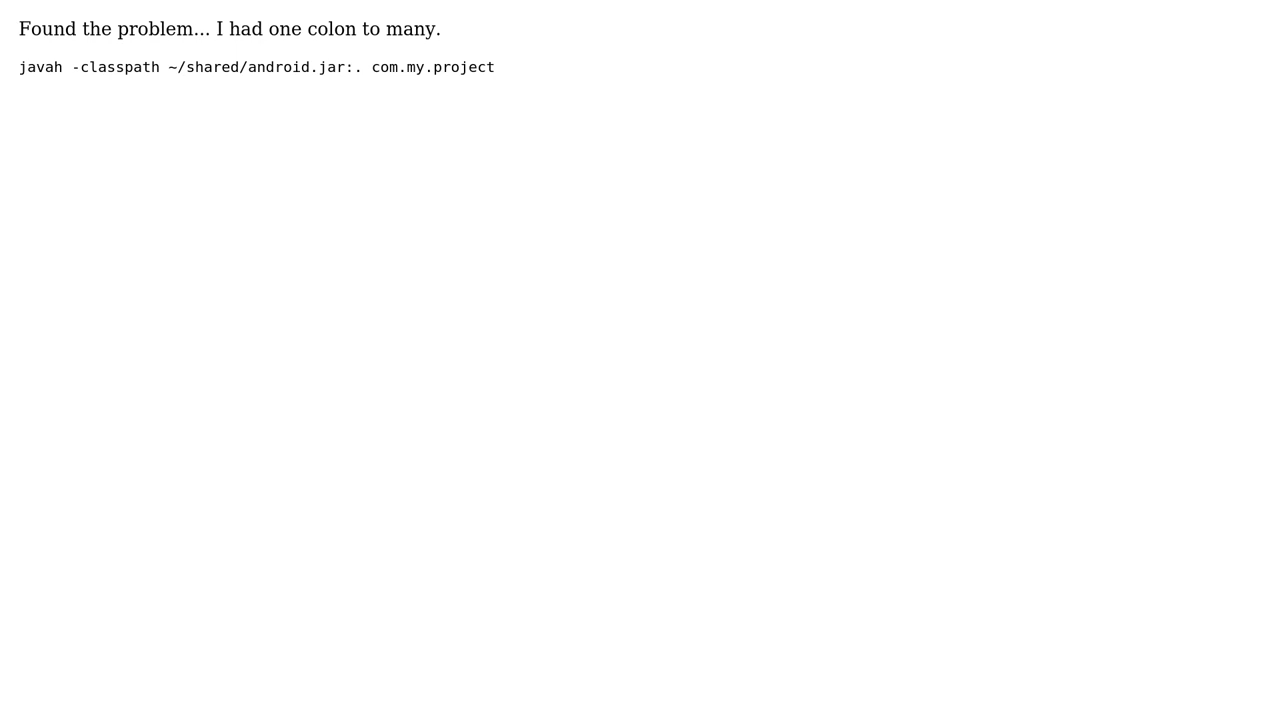 Found the problem... I had one colon to many.
javah -classpath ~/shared/android.jar:. com.my.project